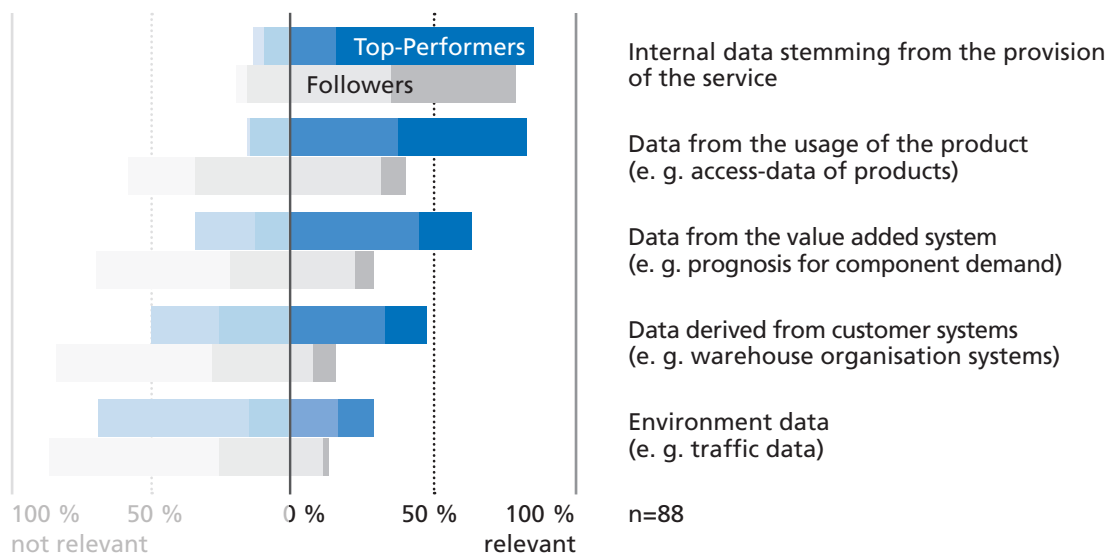 Top-Performers
Followers
Internal data stemming from the provision
of the service
Data from the usage of the product
(e. g. access-data of products)
Data from the value added system
(e. g. prognosis for component demand)
Data derived from customer systems
(e. g. warehouse organisation systems)
Environment data
(e. g. traffic data)
100 % 50 % 0 % 50 % 100 %
not relevant relevant
n=88